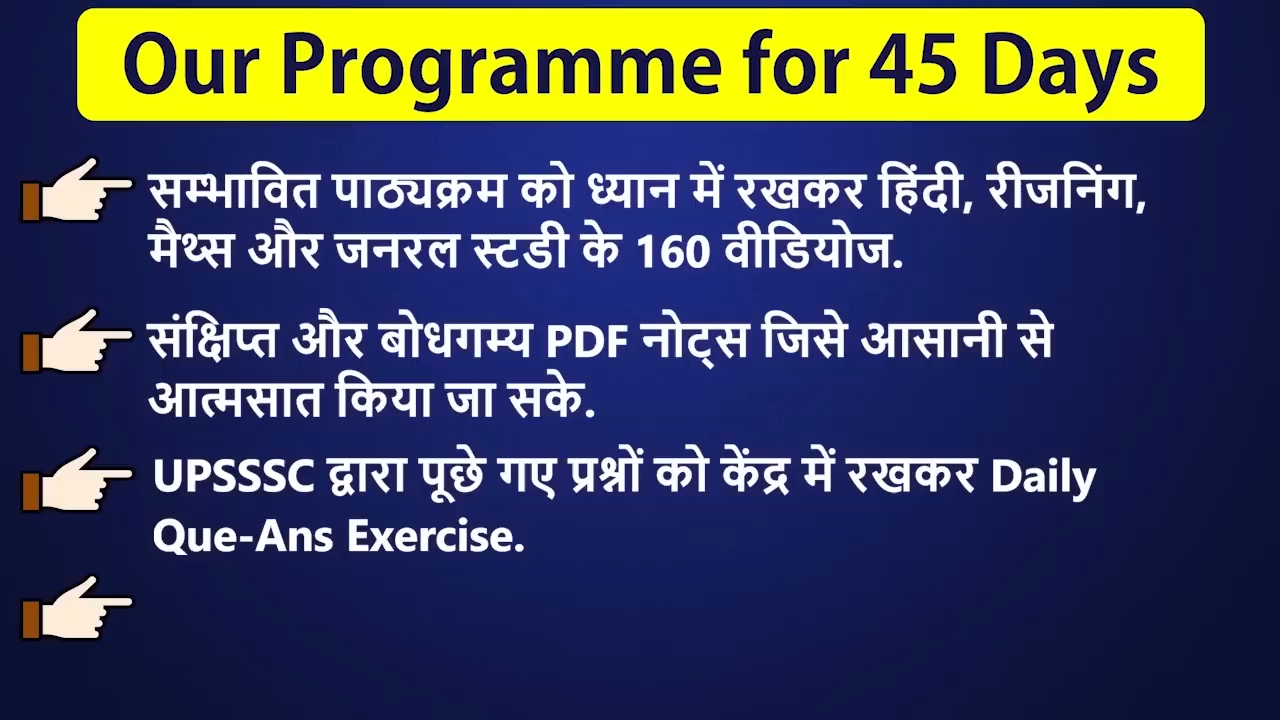 Our Programme for 45 Days
सम्भावित पाठ्यक्रम को ध्यान में रखकर हिंदी, रीजनिंग,
मैथ्स और जनरल स्टडी के 160 वीडियोज.
संक्षिप्त और बोधगम्य PDF नोट्स जिसे आसानी से
आत्मसात किया जा सके.
UPSSSC द्वारा पूछे गए प्रश्नों को केंद्र में रखकर Daily
Que-Ans Exercise.